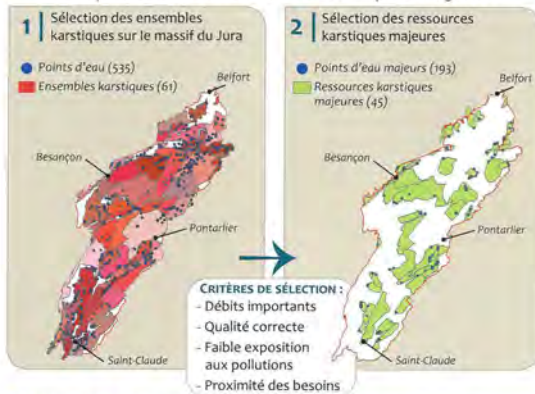 1
Sélection des ensembles
karstiques sur le massif du Jura
Points d'eau (535)
Ensembles karstiques (61)
Belfort
Besançon
Pontarlier
Saint-Claude
2
Sélection des ressources
karstiques majeures
Points d'eau majeurs (193)
Ressources karstiques
majeures (45)
Belfort
Besançon
Pontarlier
Saint-Claude
CRITÈRES DE SÉLECTION :
- Débits importants
- Qualité correcte
- Faible exposition
aux pollutions
- Proximité des besoins